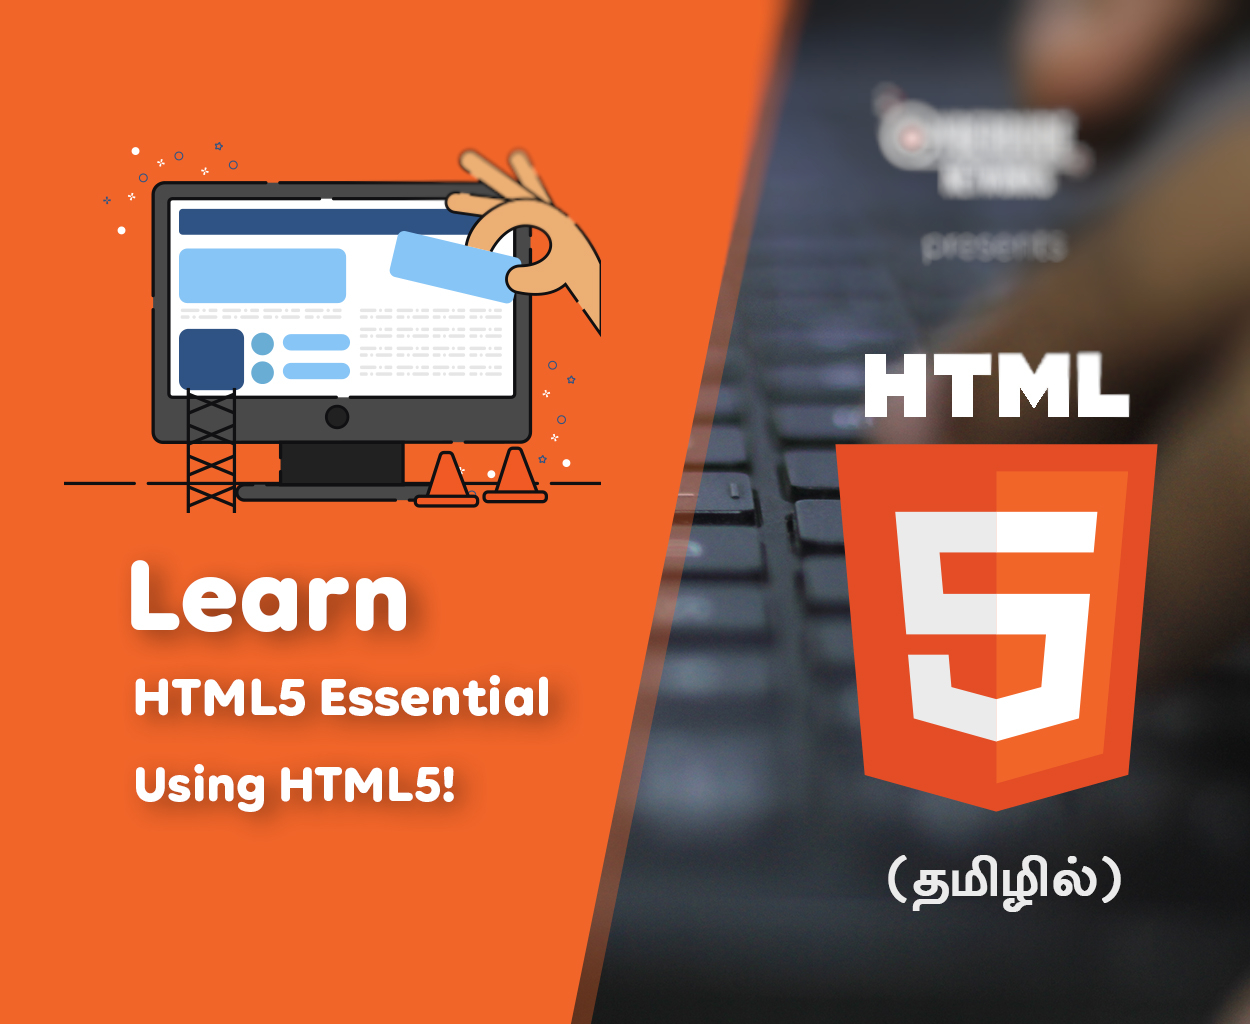 Learn
HTML5 Essential
Using HTML5!
presents
HTML
5
(தமிழில்)